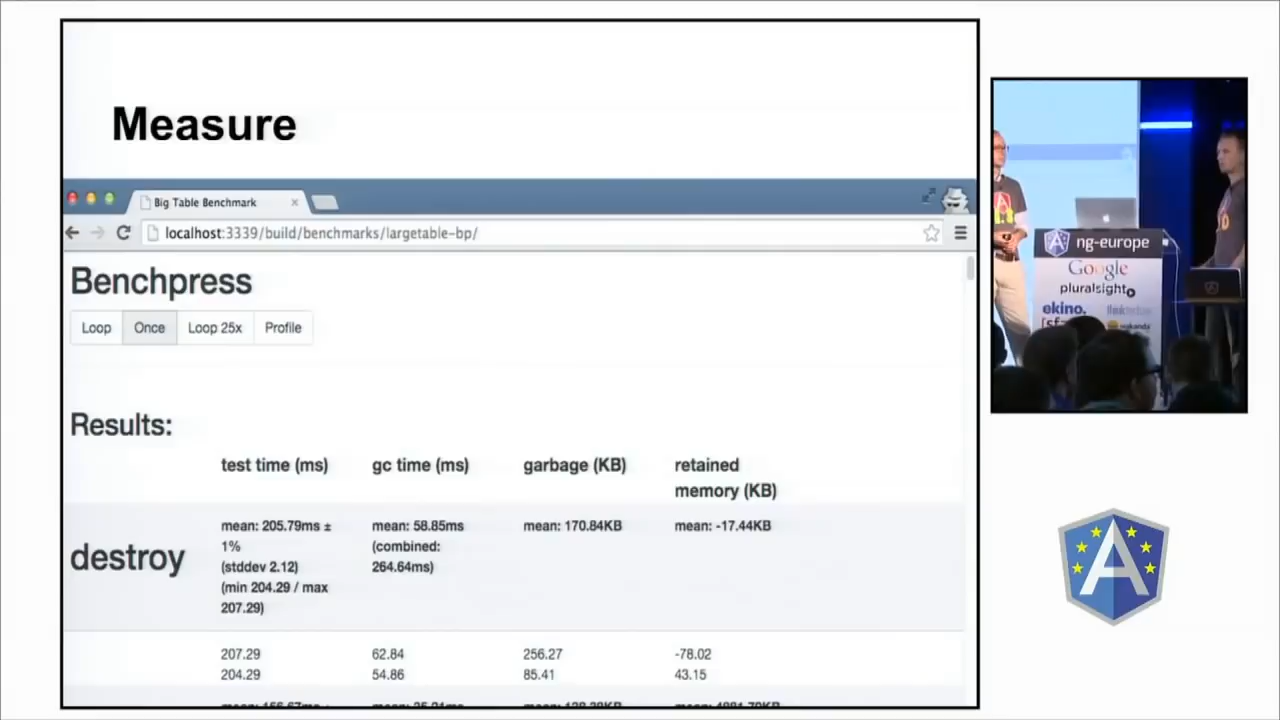 Measure
Big Table Benchmark
localhost:3339/build/benchmarks/largetable-bp/
Benchpress
Loop
Once
Loop 25x
Profile
Results:
test time (ms)
gc time (ms)
garbage (KB)
retained
memory (KB)
destroy
mean: 205.79ms ±
1%
(stddev 2.12)
(min 204.29 / max
207.29)
mean: 58.85ms
(combined:
264.64ms)
mean: 170.84KB
mean: -17.44KB
207.29
62.84
256.27
-78.02
204.29
54.86
85.41
43.15
ng-europe
Google
pluralsight
ekino.
A